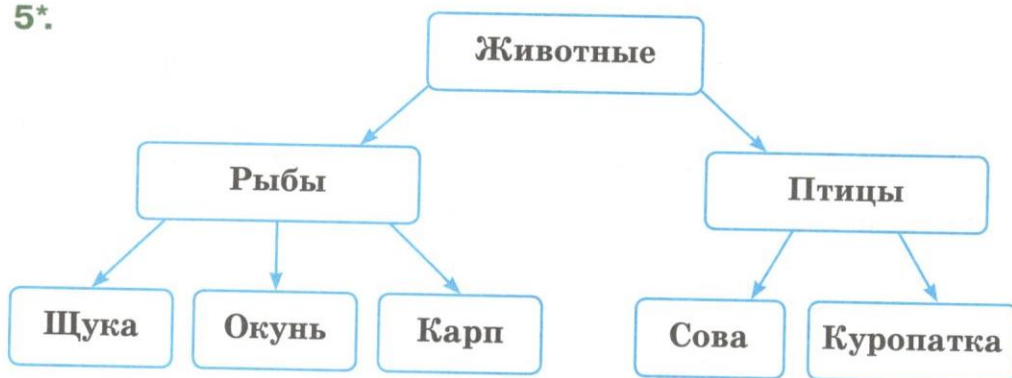 5*.
Животные
Рыбы
Птицы
Щука
Окунь
Карп
Сова
Куропатка